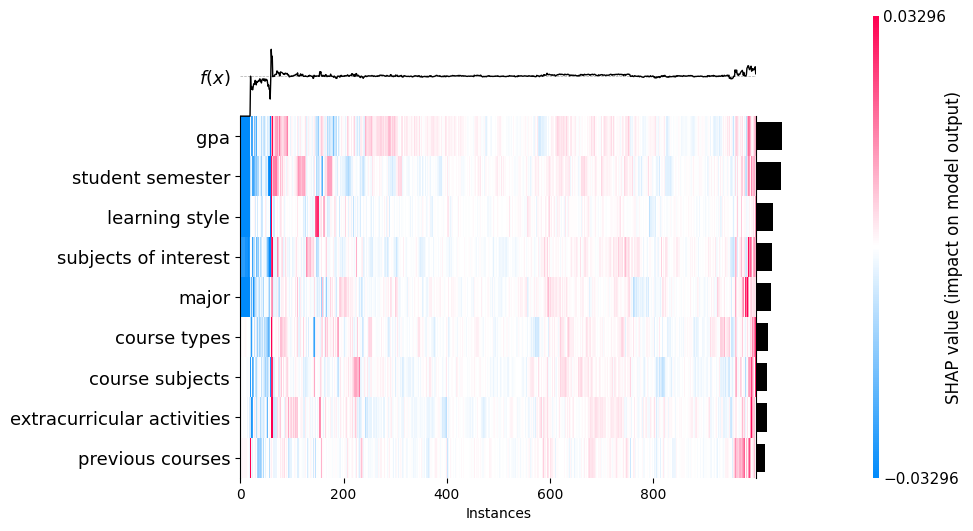 0.03296
f(x)
gpa
student semester
learning style
subjects of interest
major
course types
course subjects
extracurricular activities
previous courses
0 200 400 600 800
Instances
SHAP value (impact on model output)
−0.03296